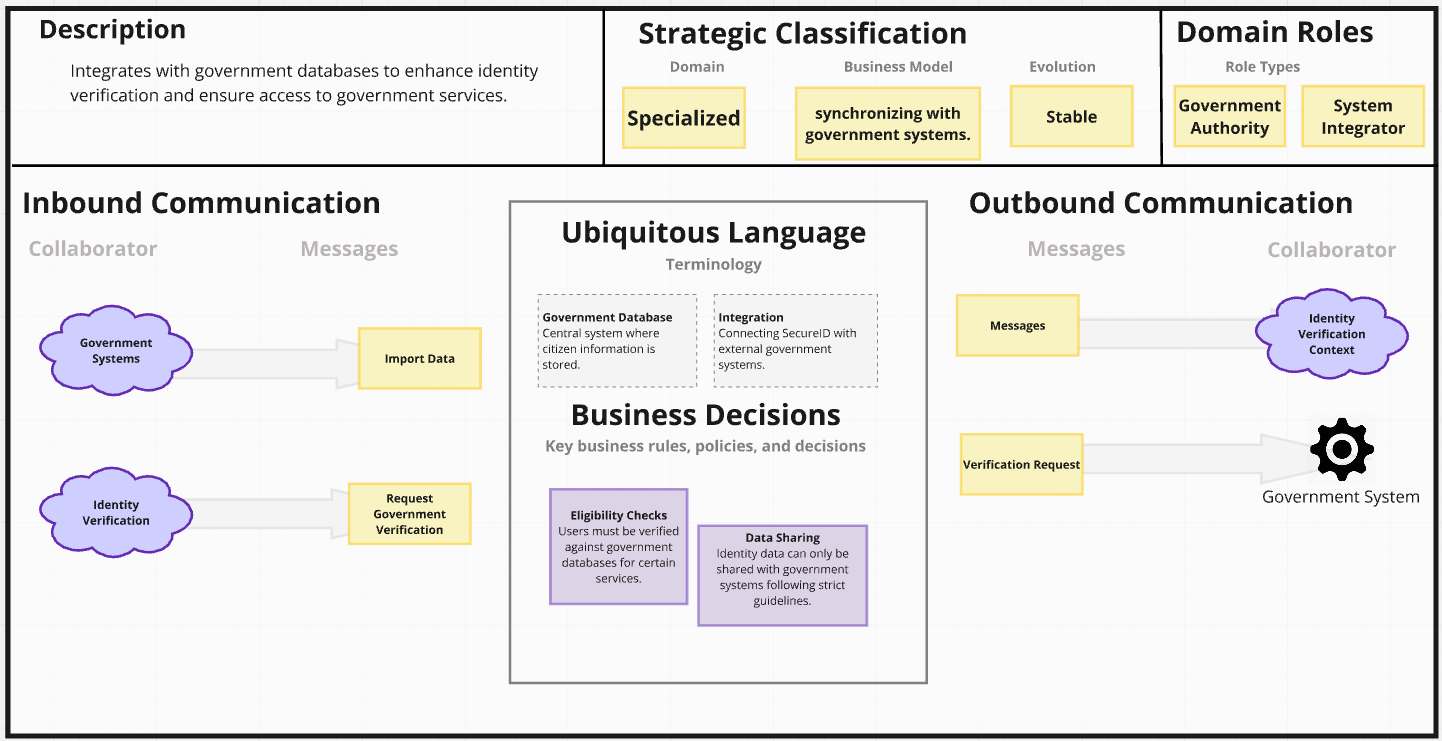 Description
Integrates with government databases to enhance identity
verification and ensure access to government services.
Strategic Classification
Domain
Business Model
Evolution
Specialized
synchronizing with
government systems.
Stable
Domain Roles
Role Types
Government
Authority
System
Integrator
Inbound Communication
Collaborator
Messages
Government
Systems
Import Data
Identity
Verification
Request
Government
Verification
Ubiquitous Language
Terminology
Government Database
Central system where
citizen information is
stored.
Integration
Connecting SecureID with
external government
systems.
Business Decisions
Key business rules, policies, and decisions
Eligibility Checks
Users must be verified
against government
databases for certain
services.
Data Sharing
Identity data can only be
shared with government
systems following strict
guidelines.
Outbound Communication
Messages
Collaborator
Messages
Identity
Verification
Context
Verification Request
Government System